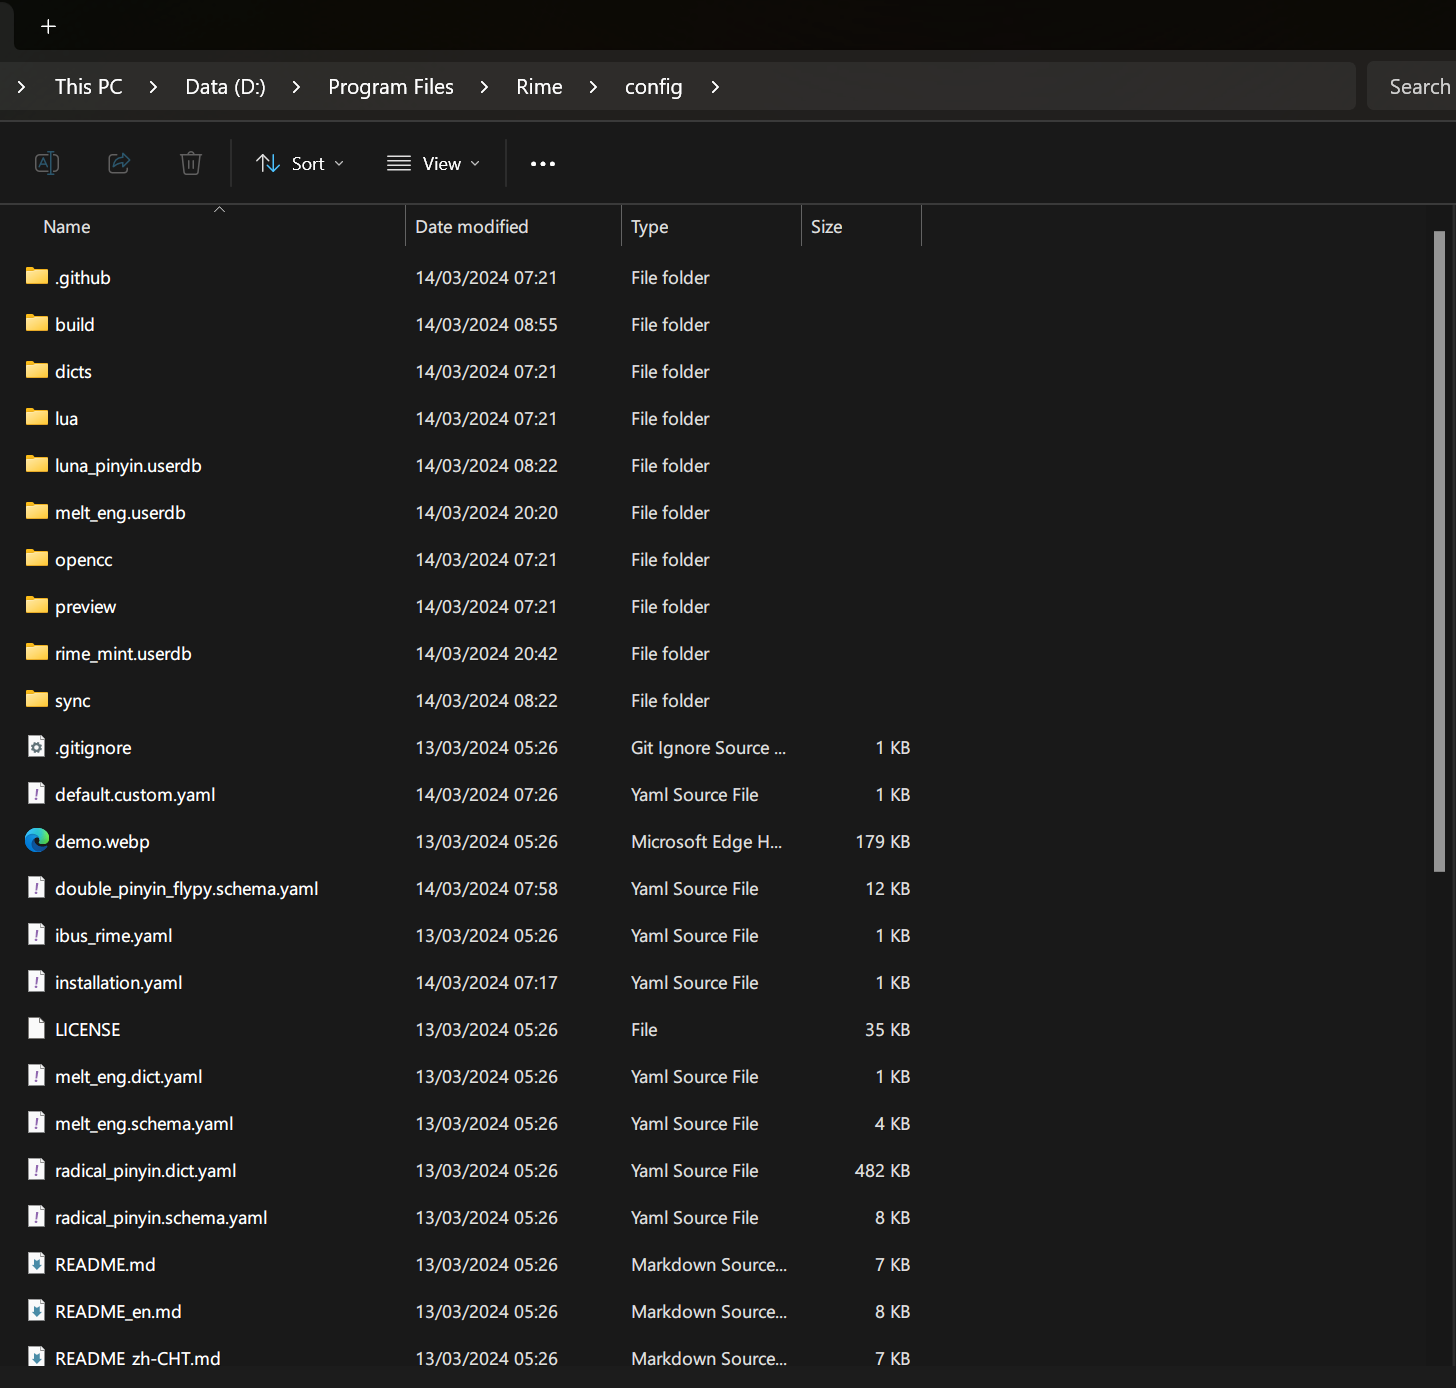 This PC > Data (D:) > Program Files > Rime > config >
Search
Sort
View
Name Date modified Type Size
.github 14/03/2024 07:21 File folder
build 14/03/2024 08:55 File folder
dicts 14/03/2024 07:21 File folder
lua 14/03/2024 07:21 File folder
luna_pinyin.userdb 14/03/2024 08:22 File folder
melt_eng.userdb 14/03/2024 20:20 File folder
opencc 14/03/2024 07:21 File folder
preview 14/03/2024 07:21 File folder
rime_mint.userdb 14/03/2024 20:42 File folder
sync 14/03/2024 08:22 File folder
.gitignore 13/03/2024 05:26 Git Ignore Source ... 1 KB
default.custom.yaml 14/03/2024 07:26 Yaml Source File 1 KB
demo.webp 13/03/2024 05:26 Microsoft Edge H... 179 KB
double_pinyin_flypy.schema.yaml 14/03/2024 07:58 Yaml Source File 12 KB
ibus_rime.yaml 13/03/2024 05:26 Yaml Source File 1 KB
installation.yaml 14/03/2024 07:17 Yaml Source File 1 KB
LICENSE 13/03/2024 05:26 File 35 KB
melt_eng.dict.yaml 13/03/2024 05:26 Yaml Source File 1 KB
melt_eng.schema.yaml 13/03/2024 05:26 Yaml Source File 4 KB
radical_pinyin.dict.yaml 13/03/2024 05:26 Yaml Source File 482 KB
radical_pinyin.schema.yaml 13/03/2024 05:26 Yaml Source File 8 KB
README.md 13/03/2024 05:26 Markdown Source... 7 KB
README_en.md 13/03/2024 05:26 Markdown Source... 8 KB
README_zh-CHT.md 13/03/2024 05:26 Markdown Source... 7 KB